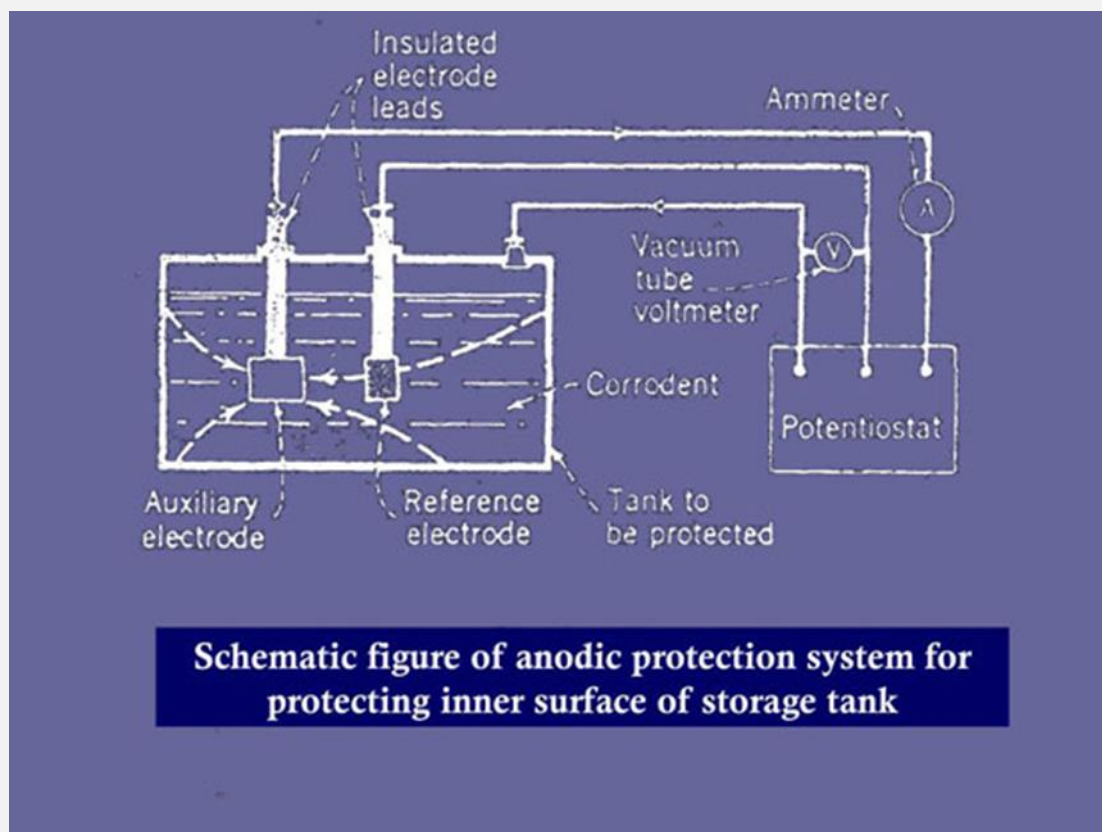 Insulated
electrode
leads
Ammeter
A
Vacuum
tube
voltmeter
V
Corrodent
Potentiostat
Auxiliary
electrode
Reference
electrode
Tank to
be protected
Schematic figure of anodic protection system for
protecting inner surface of storage tank